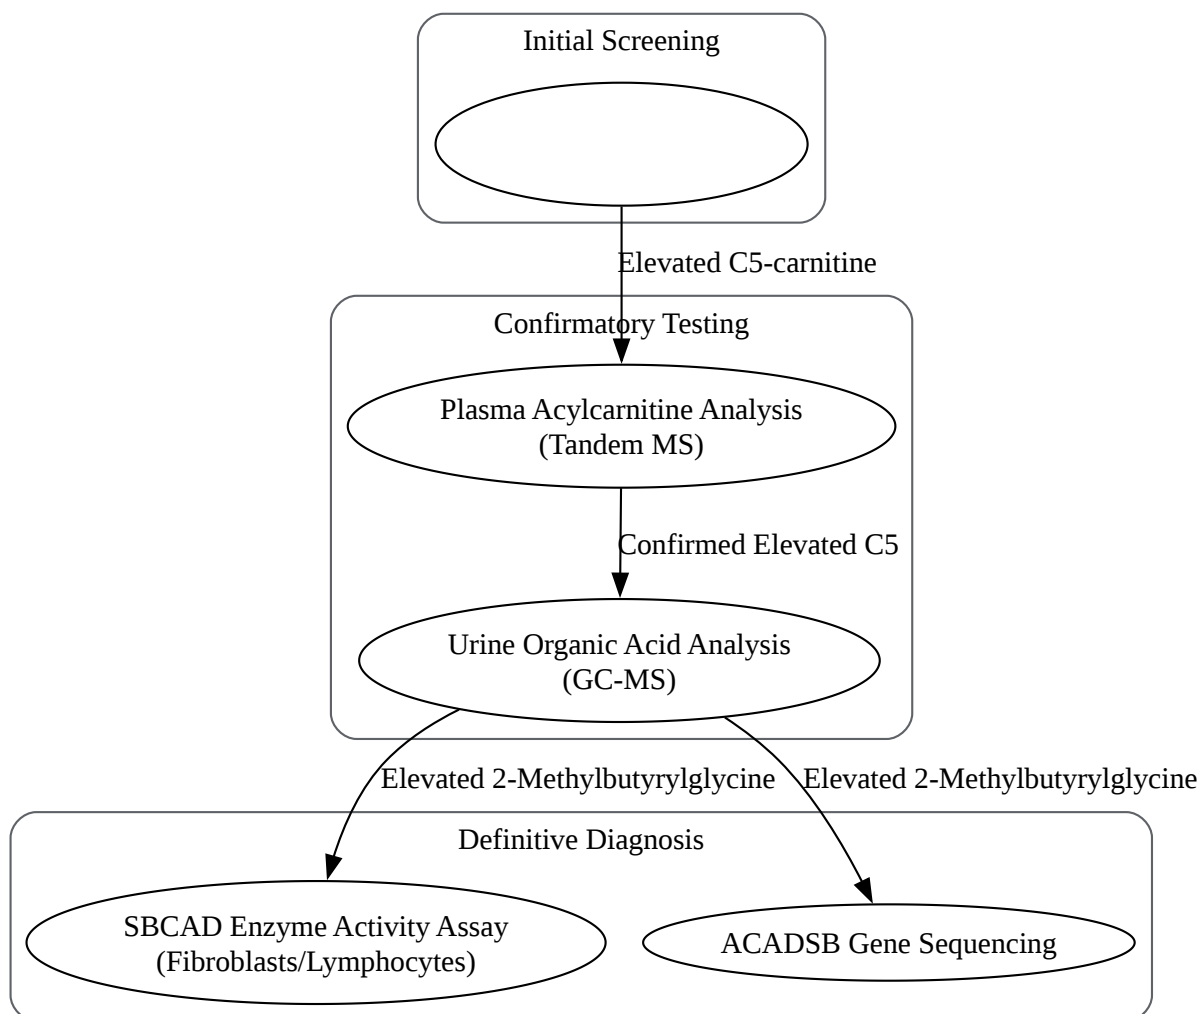 Initial Screening
Elevated C5-carnitine
Confirmatory Testing
Plasma Acylcarnitine Analysis
(Tandem MS)
Confirmed Elevated C5
Urine Organic Acid Analysis
(GC-MS)
Elevated 2-Methylbutyrylglycine
Elevated 2-Methylbutyrylglycine
Definitive Diagnosis
SBCAD Enzyme Activity Assay
(Fibroblasts/Lymphocytes)
ACADSB Gene Sequencing